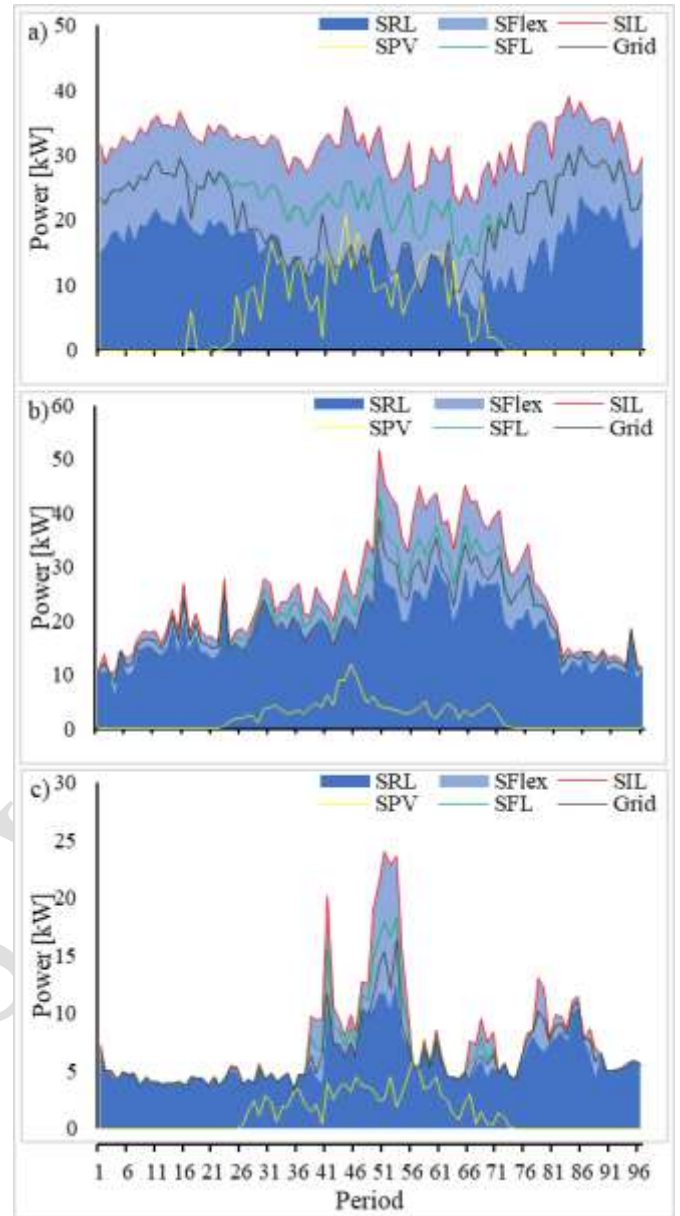 a) 50 SRL SFlex SIL
SPV SFL Grid
40
30
20
10
0
Power [kW]
b) 60 SRL SFlex SIL
SPV SFL Grid
50
40
30
20
10
0
Power [kW]
c) 30 SRL SFlex SIL
SPV SFL Grid
25
20
15
10
5
0
Power [kW]
1 6 11 16 21 26 31 36 41 46 51 56 61 66 71 76 81 86 91 96
Period